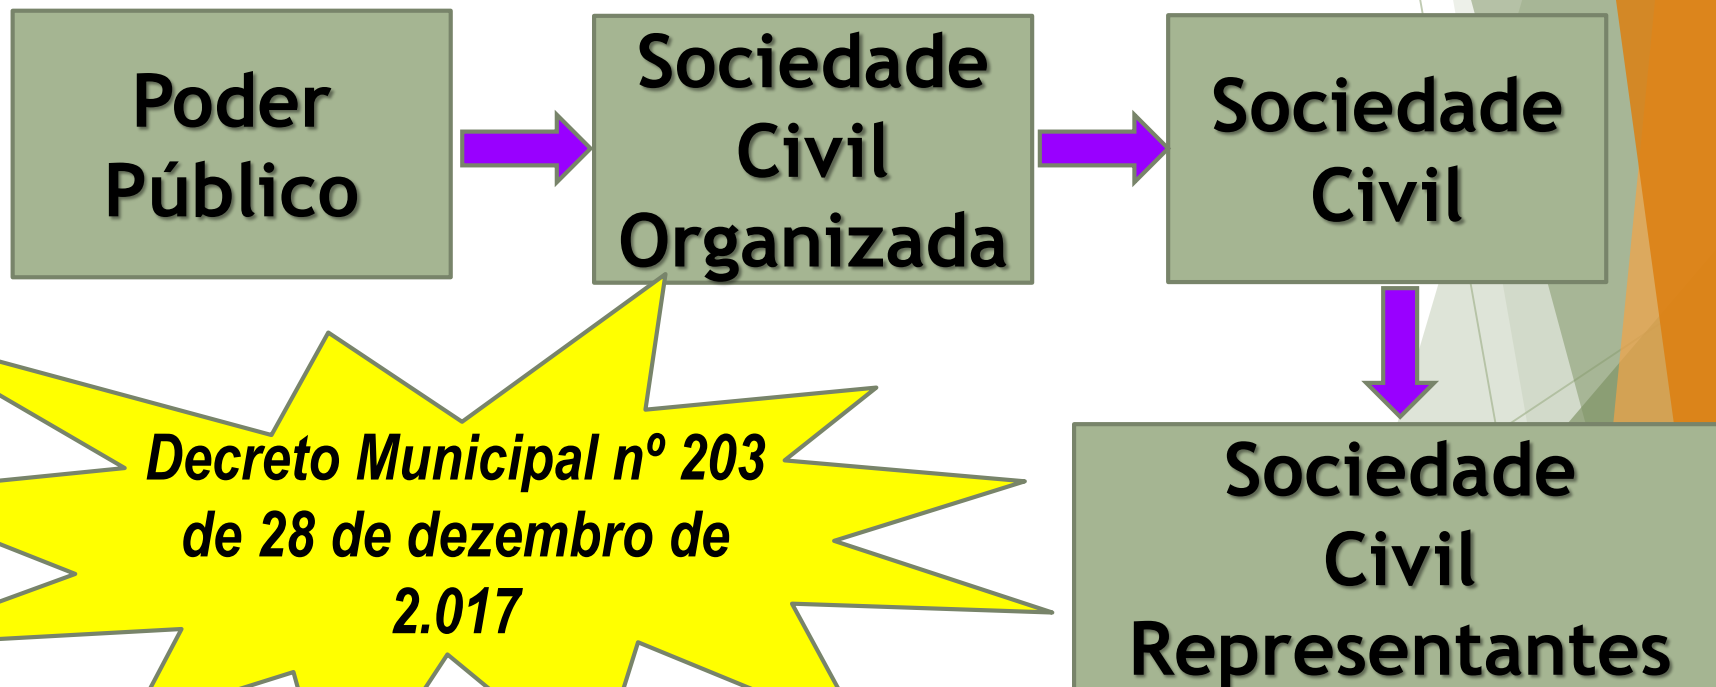 Poder
Público
Sociedade
Civil
Organizada
Sociedade
Civil
Decreto Municipal nº 203
de 28 de dezembro de
2.017
Sociedade
Civil
Representantes